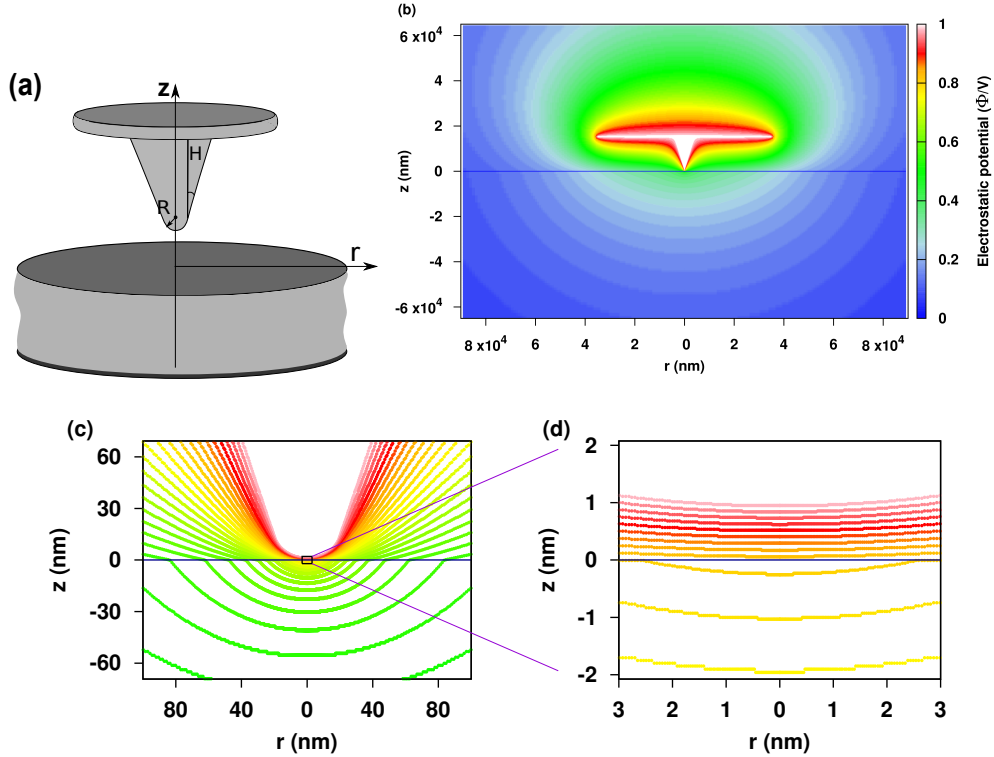 (a)
z
H
R
r
(b)
6 x10⁴
4
2
0
-2
-4
-6 x10⁴
z (nm)
8 x10⁴ 6 4 2 0 2 4 6 8 x10⁴
r (nm)
1
0.8
0.6
0.4
0.2
0
Electrostatic potential (Φ/V)
(c)
60
30
0
-30
-60
z (nm)
80 40 0 40 80
r (nm)
(d)
2
1
0
-1
-2
z (nm)
3 2 1 0 1 2 3
r (nm)